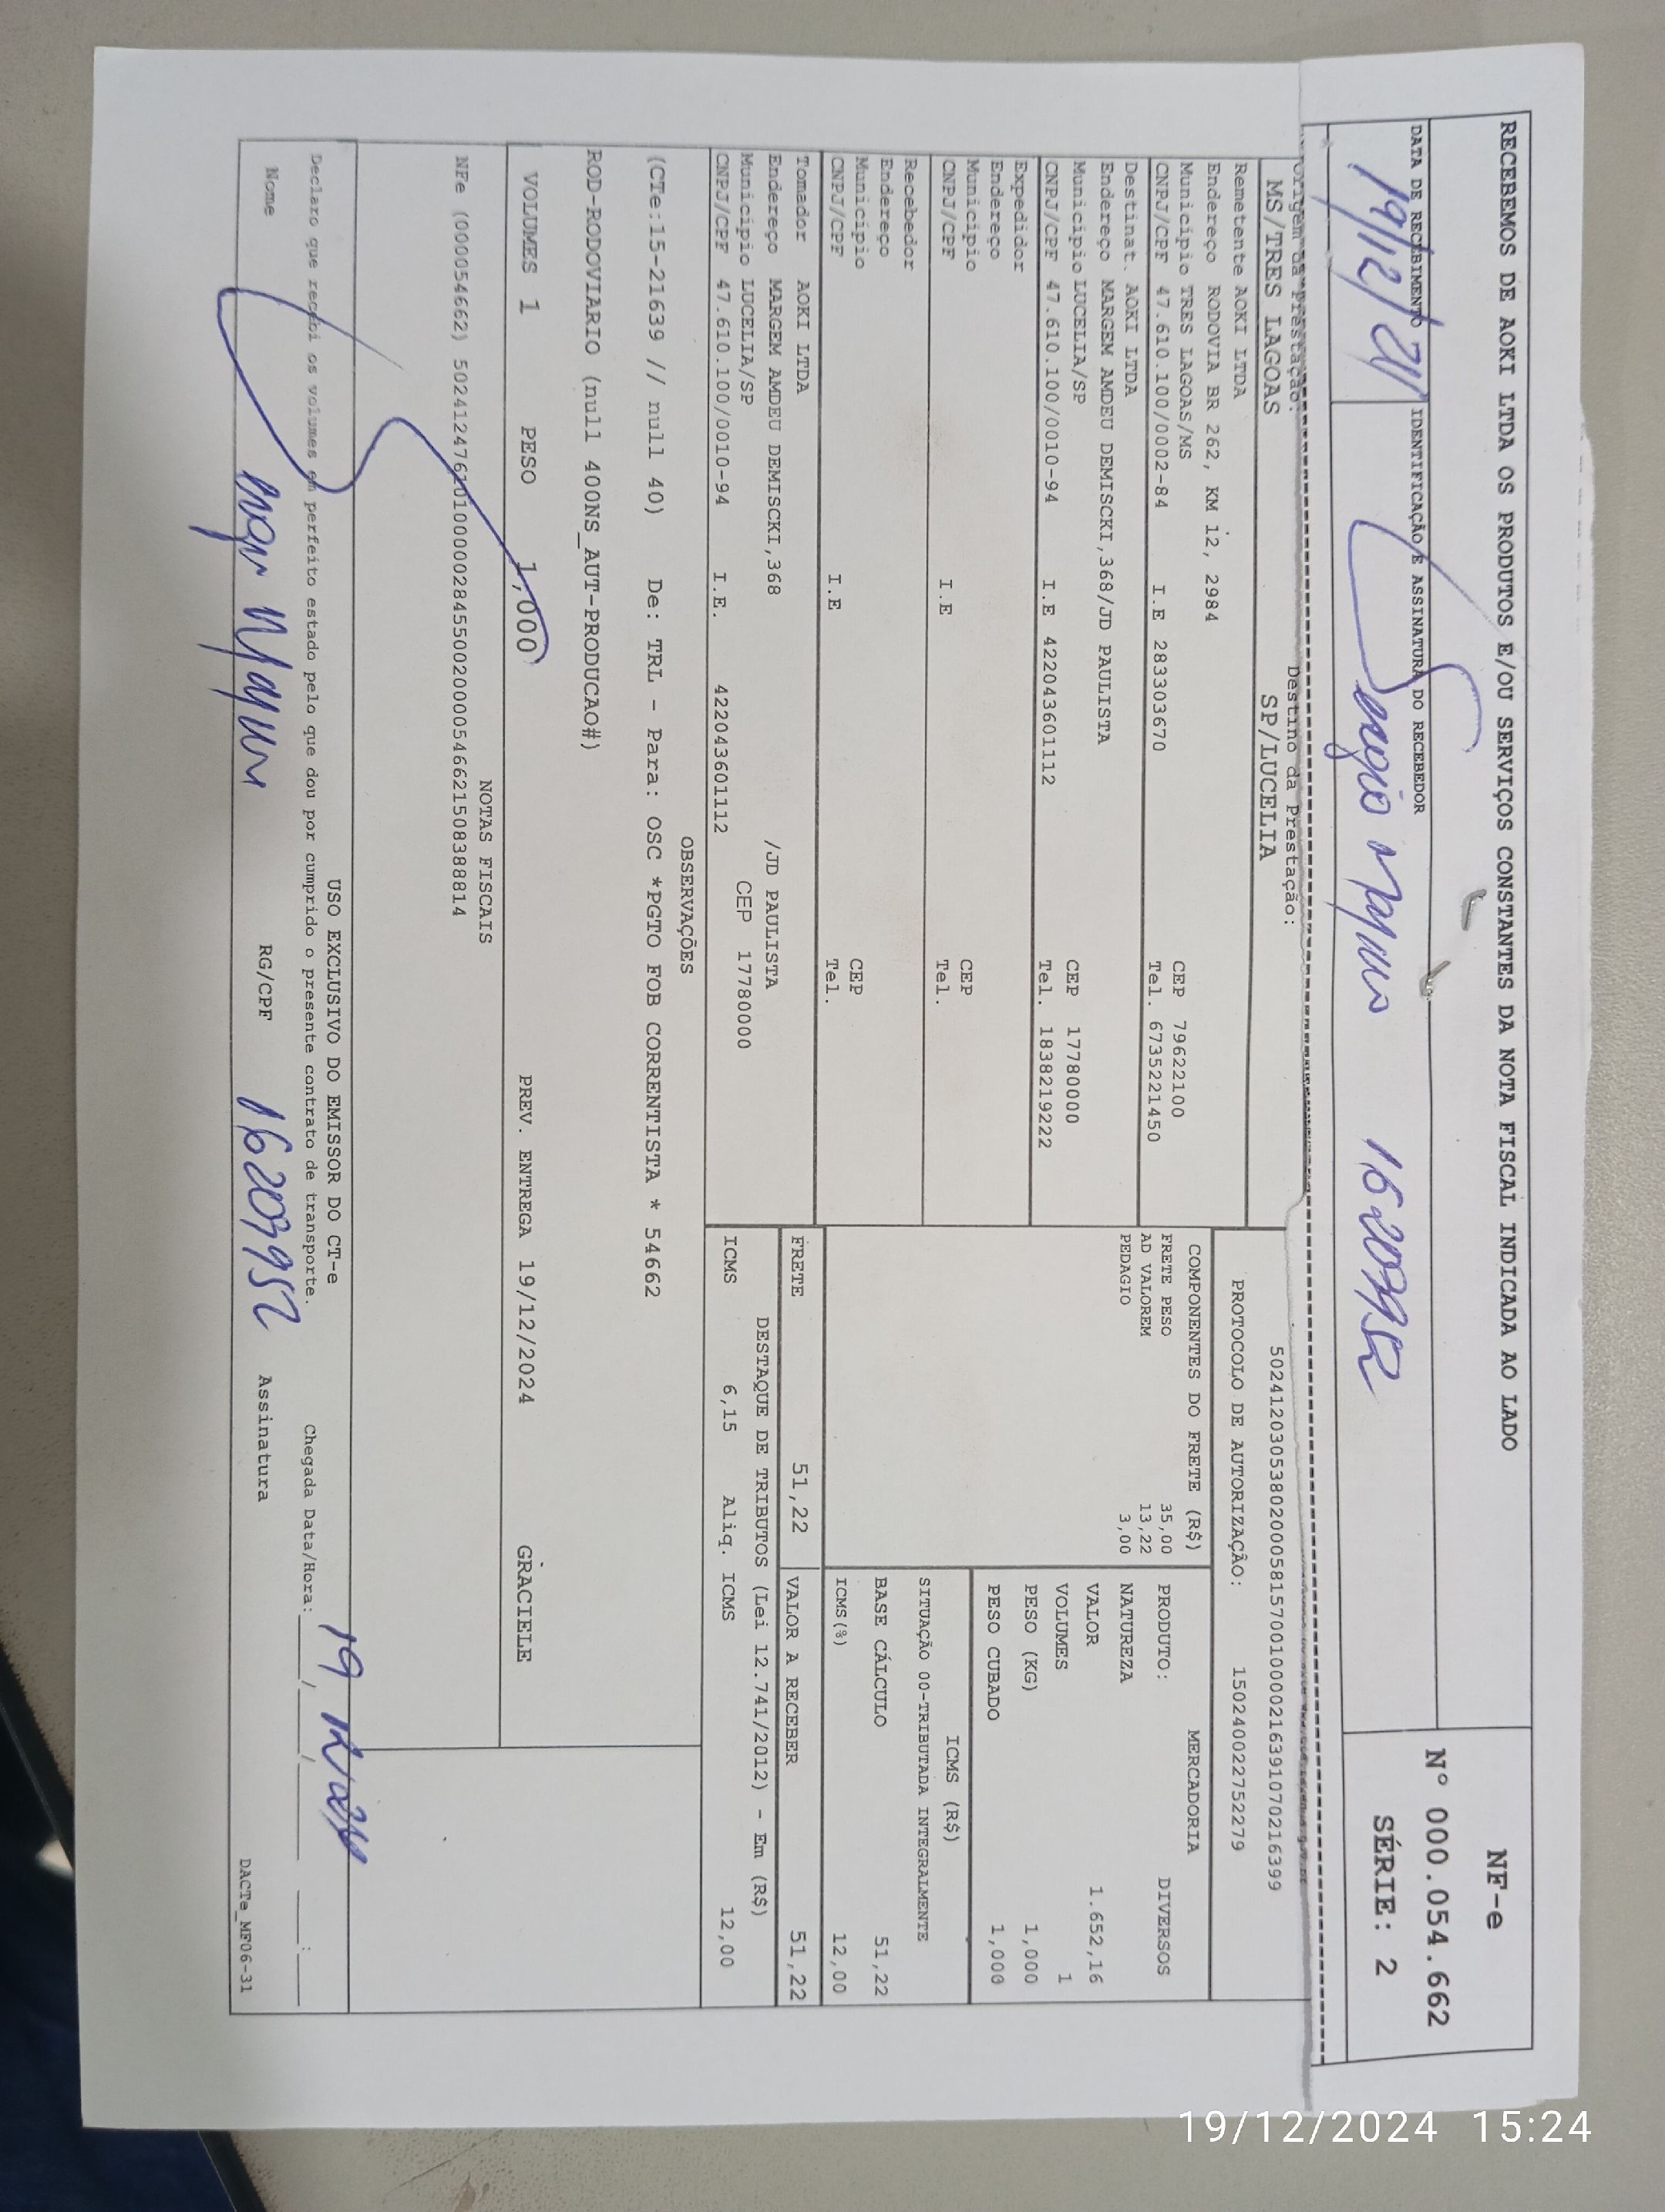 RECEBEMOS DE AOKI LTDA OS PRODUTOS E/OU SERVIÇOS CONSTANTES DA NOTA FISCAL INDICADA AO LADO
NF-e
Nº 000.054.662
SÉRIE: 2
DATA DE RECEBIMENTO
IDENTIFICAÇÃO E ASSINATURA DO RECEBEDOR
19/12/24
Sergio 16203952
Origem da Prestação:
Destino da Prestação:
MS/TRES LAGOAS
SP/LUCELIA
50241203053802000581570010000216391070216399
PROTOCOLO DE AUTORIZAÇÃO: 150240022752279
Remetente AOKI LTDA
Endereço RODOVIA BR 262, KM 12, 2984
Município TRES LAGOAS/MS CEP 79622100
CNPJ/CPF 47.610.100/0002-84 I.E 283303670 Tel. 6735221450
Destinat. AOKI LTDA
Endereço MARGEM AMDEU DEMISCKI,368/JD PAULISTA
Município LUCELIA/SP CEP 17780000
CNPJ/CPF 47.610.100/0010-94 I.E 422043601112 Tel. 1838219222
Expedidor
Endereço
Município CEP
CNPJ/CPF I.E Tel.
Recebedor
Endereço
Município CEP
CNPJ/CPF I.E Tel.
Tomador AOKI LTDA
Endereço MARGEM AMDEU DEMISCKI,368 /JD PAULISTA
Município LUCELIA/SP CEP 17780000
CNPJ/CPF 47.610.100/0010-94 I.E. 422043601112
COMPONENTES DO FRETE (R$)
FRETE PESO 35,00
AD VALOREM 13,22
PEDAGIO 3,00
MERCADORIA
PRODUTO: DIVERSOS
NATUREZA
VALOR 1.652,16
VOLUMES 1
PESO (KG) 1,000
PESO CUBADO 1,000
ICMS (R$)
SITUAÇÃO 00-TRIBUTADA INTEGRALMENTE
BASE CÁLCULO 51,22
ICMS(%) 12,00
FRETE 51,22
VALOR A RECEBER 51,22
DESTAQUE DE TRIBUTOS (Lei 12.741/2012) - Em (R$)
ICMS 6,15 Aliq. ICMS 12,00
OBSERVAÇÕES
(CTe:15-21639 // null 40) De: TRL - Para: OSC *PGTO FOB CORRENTISTA * 54662
ROD-RODOVIARIO (null 400NS_AUT-PRODUCAO#)
VOLUMES 1 PESO 1,000 PREV. ENTREGA 19/12/2024 GRACIELE
NOTAS FISCAIS
NFe (000054662) 50241247610100000284550020000546621508388814
USO EXCLUSIVO DO EMISSOR DO CT-e
Declaro que recebi os volumes em perfeito estado pelo que dou por cumprido o presente contrato de transporte. Chegada Data/Hora: 19/12/24
Nome RG/CPF 16203952 Assinatura
DACTe_MF06-31
19/12/2024 15:24